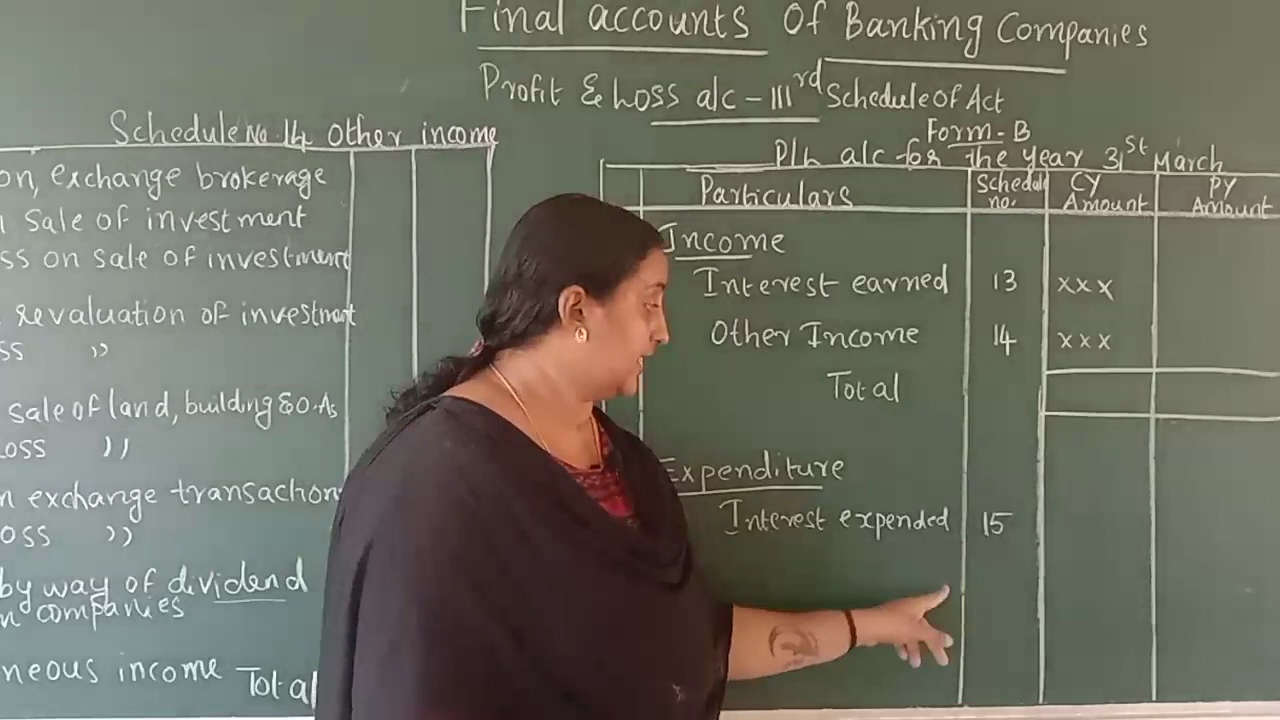 Final accounts Of Banking Companies
Profit & Loss a/c - IIIrd Schedule of Act
Schedule No. 14 Other income
on, exchange brokerage
sale of investment
ss on sale of investment
revaluation of investment
ss ,,
sale of land, building & O.As
oss ,,
n exchange transaction
oss ,,
by way of dividend
n companies
neous income
Total
Form - B
P/L a/c for the year 31st March
Particulars Schedule no. CY Amount PY Amount
Income
Interest earned 13 xxx
Other Income 14 xxx
Total
Expenditure
Interest expended 15